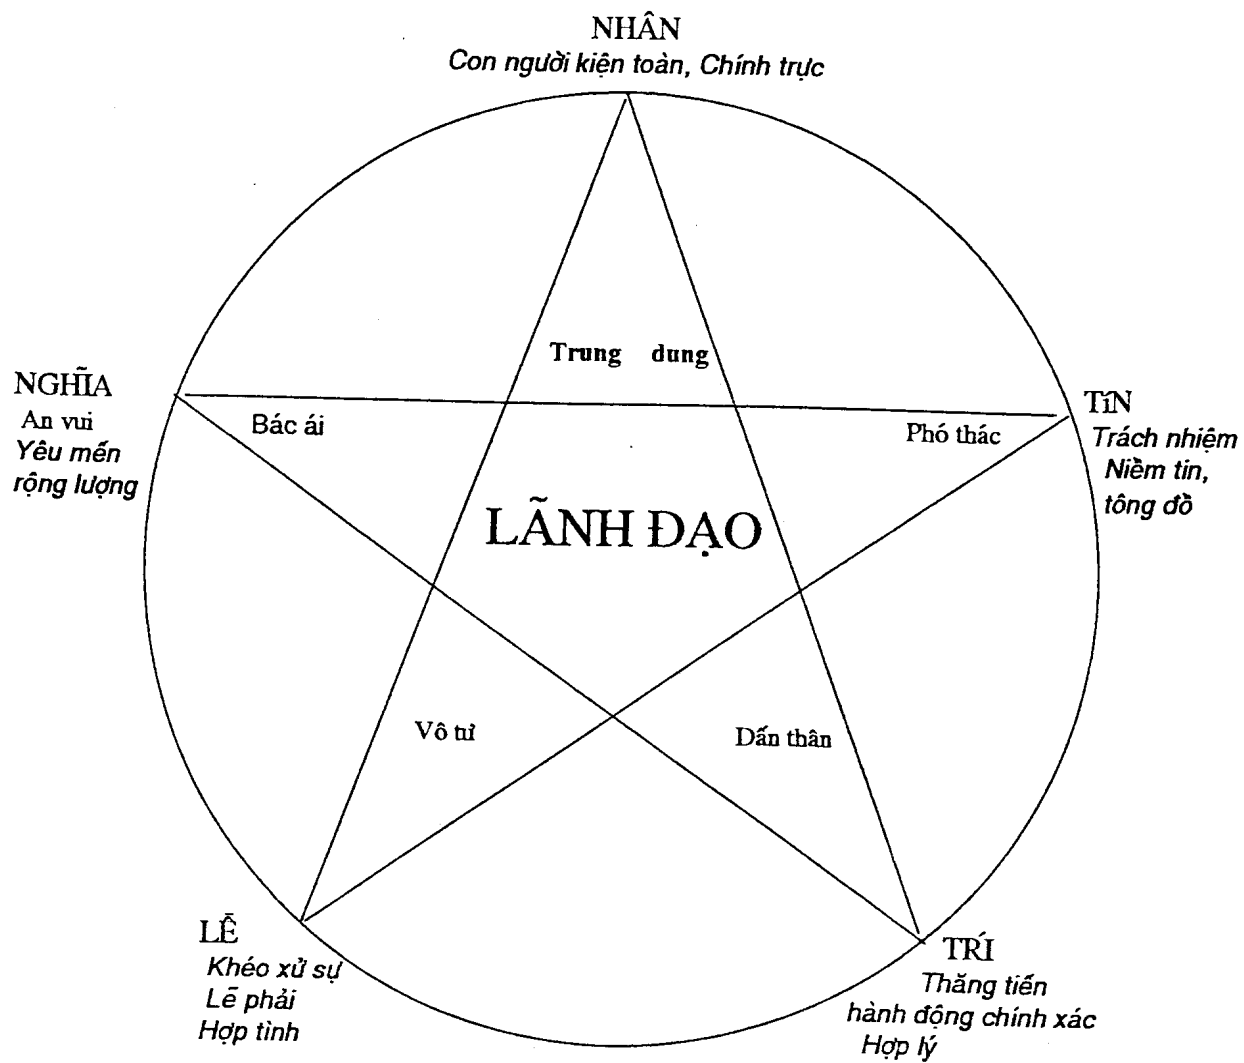 NHÂN
Con người kiện toàn, Chính trực
Trung dung
NGHĨA
An vui
Yêu mến
rộng lượng
Bác ái
Phó thác
TíN
Trách nhiệm
Niềm tin,
tông đồ
LÃNH ĐẠO
Vô tư
Dấn thân
LỄ
Khéo xử sự
Lẽ phải
Hợp tình
TRÍ
Thăng tiến
hành động chính xác
Hợp lý